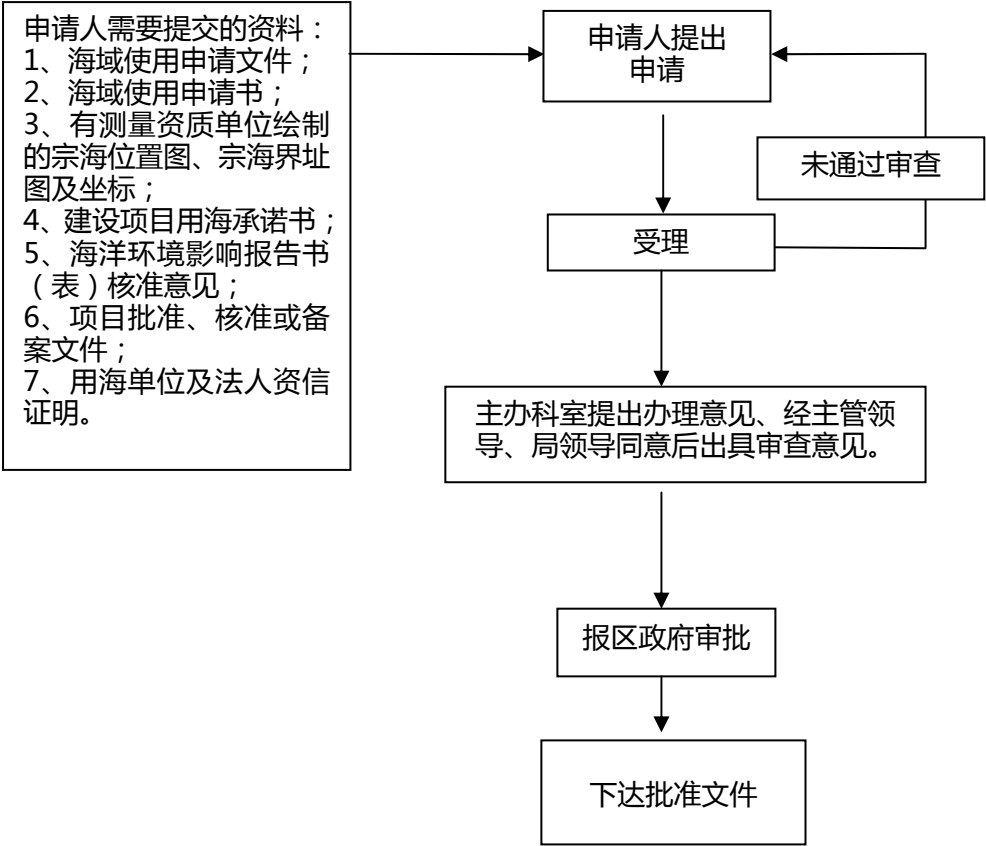 申请人需要提交的资料：
1、海域使用申请文件；
2、海域使用申请书；
3、有测量资质单位绘制
的宗海位置图、宗海界址
图及坐标；
4、建设项目用海承诺书；
5、海洋环境影响报告书
（表）核准意见；
6、项目批准、核准或备
案文件；
7、用海单位及法人资信
证明。
申请人提出
申请
未通过审查
受理
主办科室提出办理意见、经主管领
导、局领导同意后出具审查意见。
报区政府审批
下达批准文件